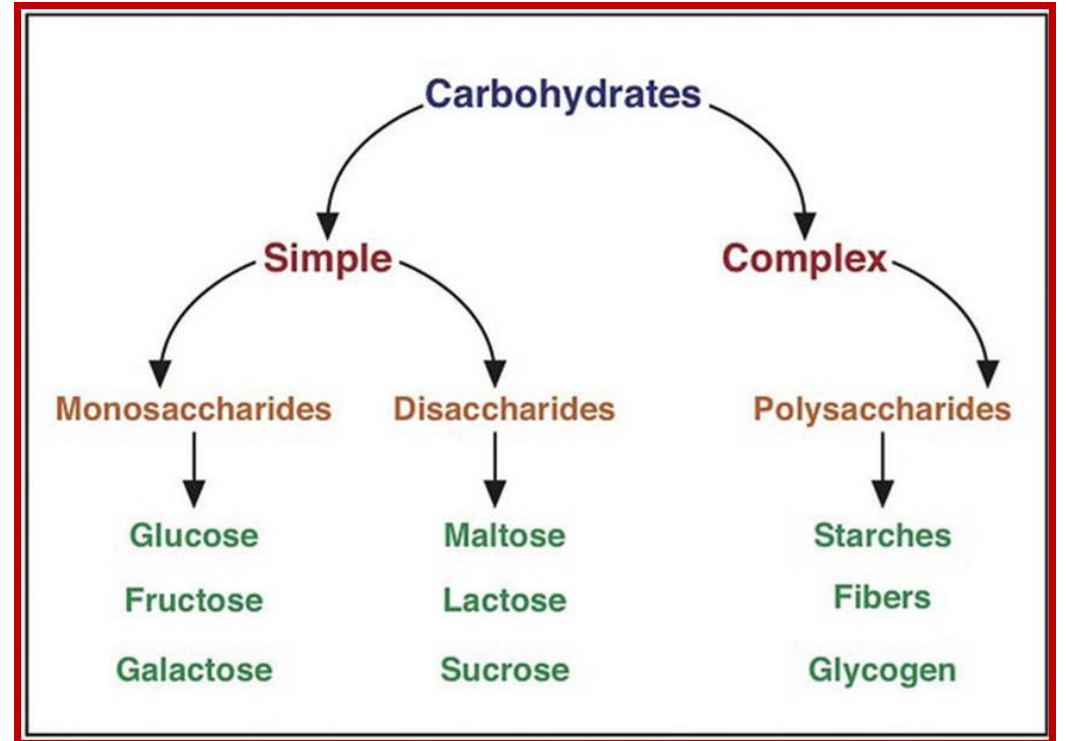 Carbohydrates
Simple
Complex
Monosaccharides
Disaccharides
Polysaccharides
Glucose
Maltose
Starches
Fructose
Lactose
Fibers
Galactose
Sucrose
Glycogen